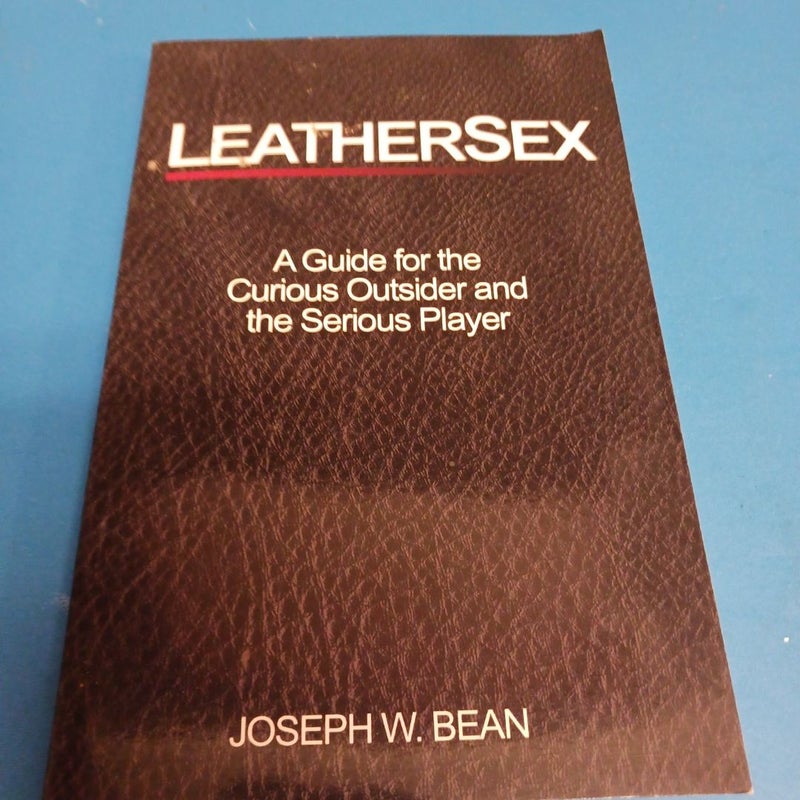 LEATHERSEX
A Guide for the
Curious Outsider and
the Serious Player
JOSEPH W. BEAN